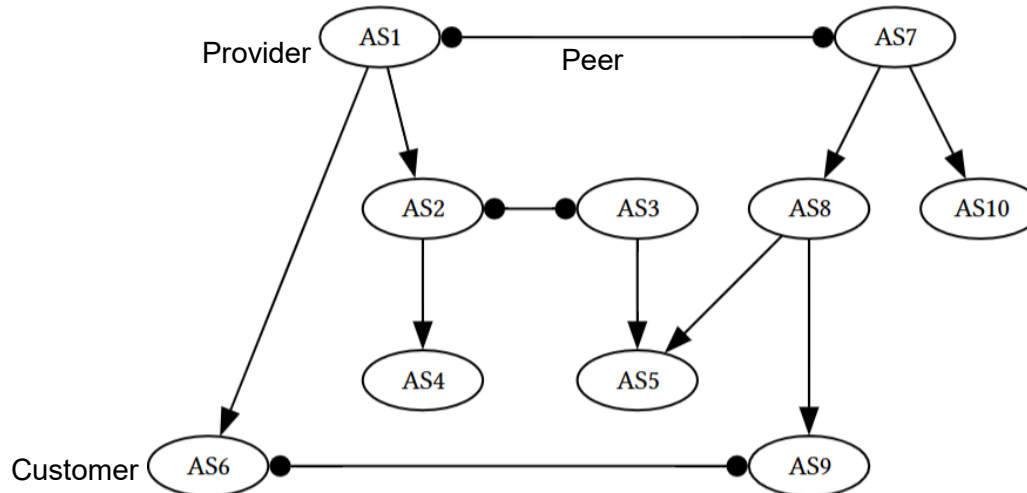 Provider
AS1
Peer
AS7
AS2
AS3
AS8
AS10
AS4
AS5
Customer
AS6
AS9